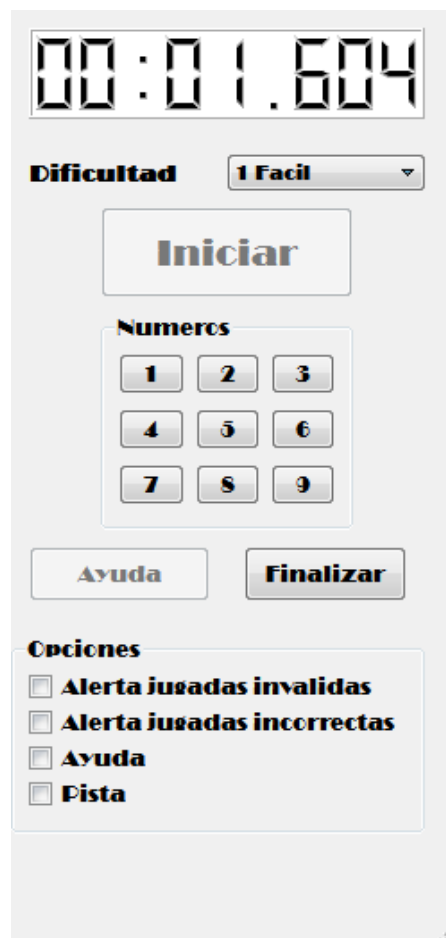 00:01.604
Dificultad 1 Facil
Iniciar
Numeros
1 2 3
4 5 6
7 8 9
Ayuda Finalizar
Opciones
Alerta jugadas invalidas
Alerta jugadas incorrectas
Ayuda
Pista